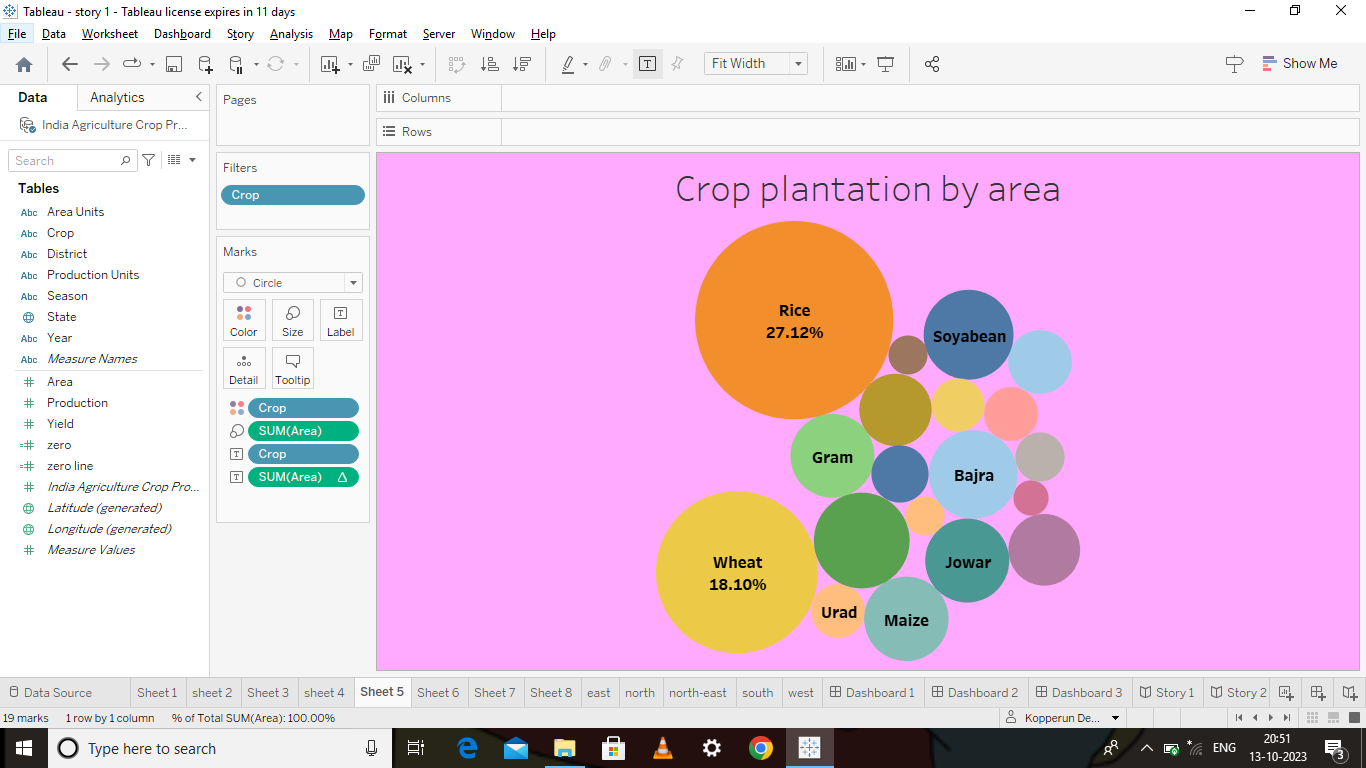 Tableau - story 1 - Tableau license expires in 11 days
File Data Worksheet Dashboard Story Analysis Map Format Server Window Help
Fit Width
Show Me
Data Analytics
India Agriculture Crop Pr...
Search
Tables
Abc Area Units
Abc Crop
Abc District
Abc Production Units
Abc Season
State
Abc Year
Abc Measure Names
# Area
# Production
# Yield
=# zero
=# zero line
# India Agriculture Crop Pro...
Latitude (generated)
Longitude (generated)
# Measure Values
Pages
Filters
Crop
Marks
Circle
Color Size Label
Detail Tooltip
Crop
SUM(Area)
Crop
SUM(Area) Δ
Columns
Rows
Crop plantation by area
Rice
27.12%
Soyabean
Gram
Bajra
Wheat
18.10%
Jowar
Urad
Maize
Data Source Sheet 1 sheet 2 Sheet 3 sheet 4 Sheet 5 Sheet 6 Sheet 7 Sheet 8 east north north-east south west Dashboard 1 Dashboard 2 Dashboard 3 Story 1 Story 2
19 marks 1 row by 1 column % of Total SUM(Area): 100.00%
Kopperun De...
Type here to search
ENG
20:51
13-10-2023
3